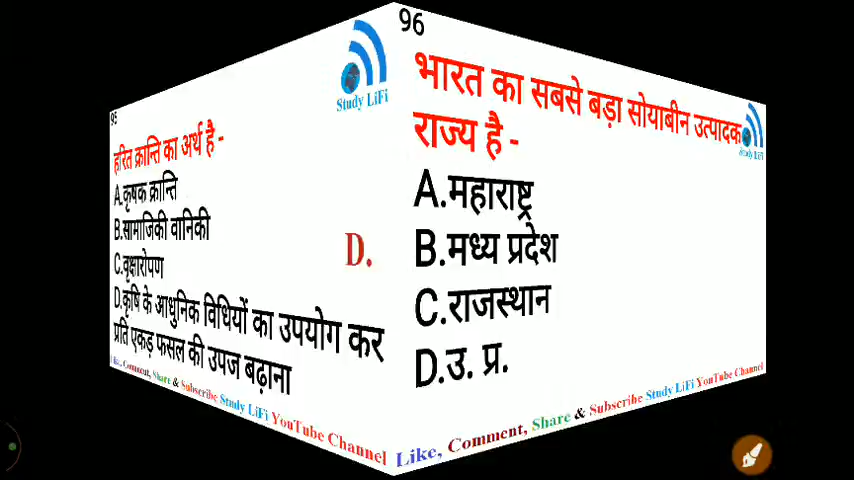 95
Study LiFi
हरित क्रान्ति का अर्थ है -
A.कृषक क्रान्ति
B.सामाजिकी वानिकी
C.वृक्षारोपण
D.कृषि के आधुनिक विधियों का उपयोग कर
प्रति एकड़ फसल की उपज बढ़ाना
D.
Like, Comment, Share & Subscribe Study LiFi YouTube Channel
96
भारत का सबसे बड़ा सोयाबीन उत्पादक
राज्य है -
Study LiFi
A.महाराष्ट्र
B.मध्य प्रदेश
C.राजस्थान
D.उ. प्र.
Like, Comment, Share & Subscribe Study LiFi YouTube Channel